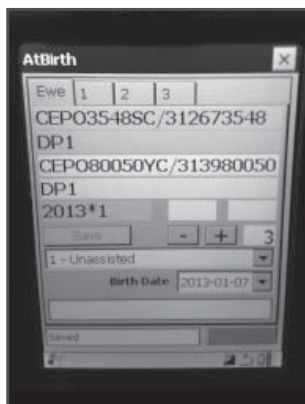 AtBirth
Ewe 1 2 3
CEPO3548SC/312673548
DP1
CEPO80050YC/313980050
DP1
2013*1
Save - + 3
1 - Unassisted
Birth Date 2013-01-07
Saved